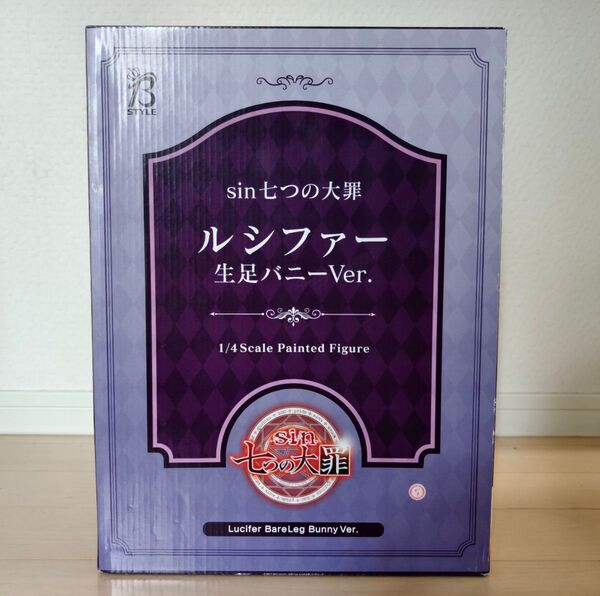 B
STYLE
sin七つの大罪
ルシファー
生足バニーVer.
1/4 Scale Painted Figure
sin
七つの大罪
Lucifer BareLeg Bunny Ver.